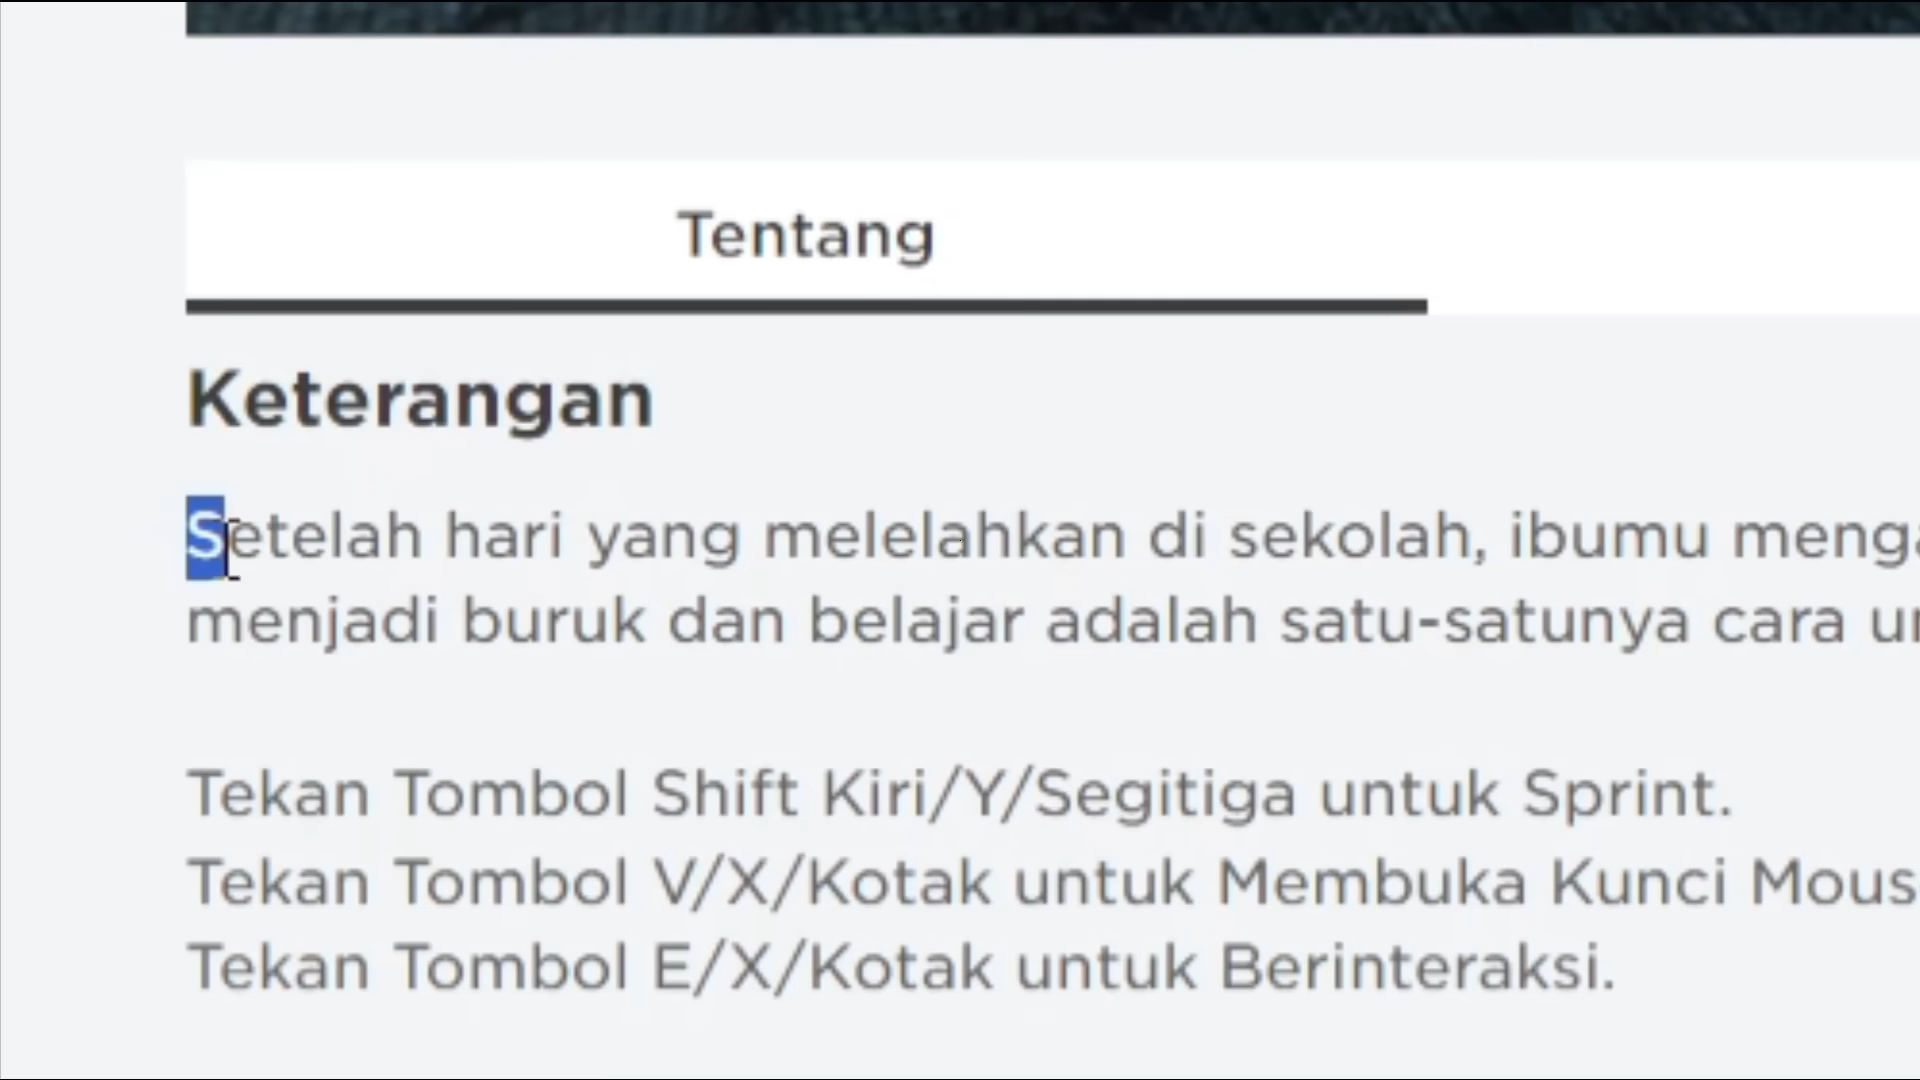 Tentang
Keterangan
Setelah hari yang melelahkan di sekolah, ibumu
menjadi buruk dan belajar adalah satu-satunya cara
Tekan Tombol Shift Kiri/Y/Segitiga untuk Sprint.
Tekan Tombol V/X/Kotak untuk Membuka Kunci Mous
Tekan Tombol E/X/Kotak untuk Berinteraksi.